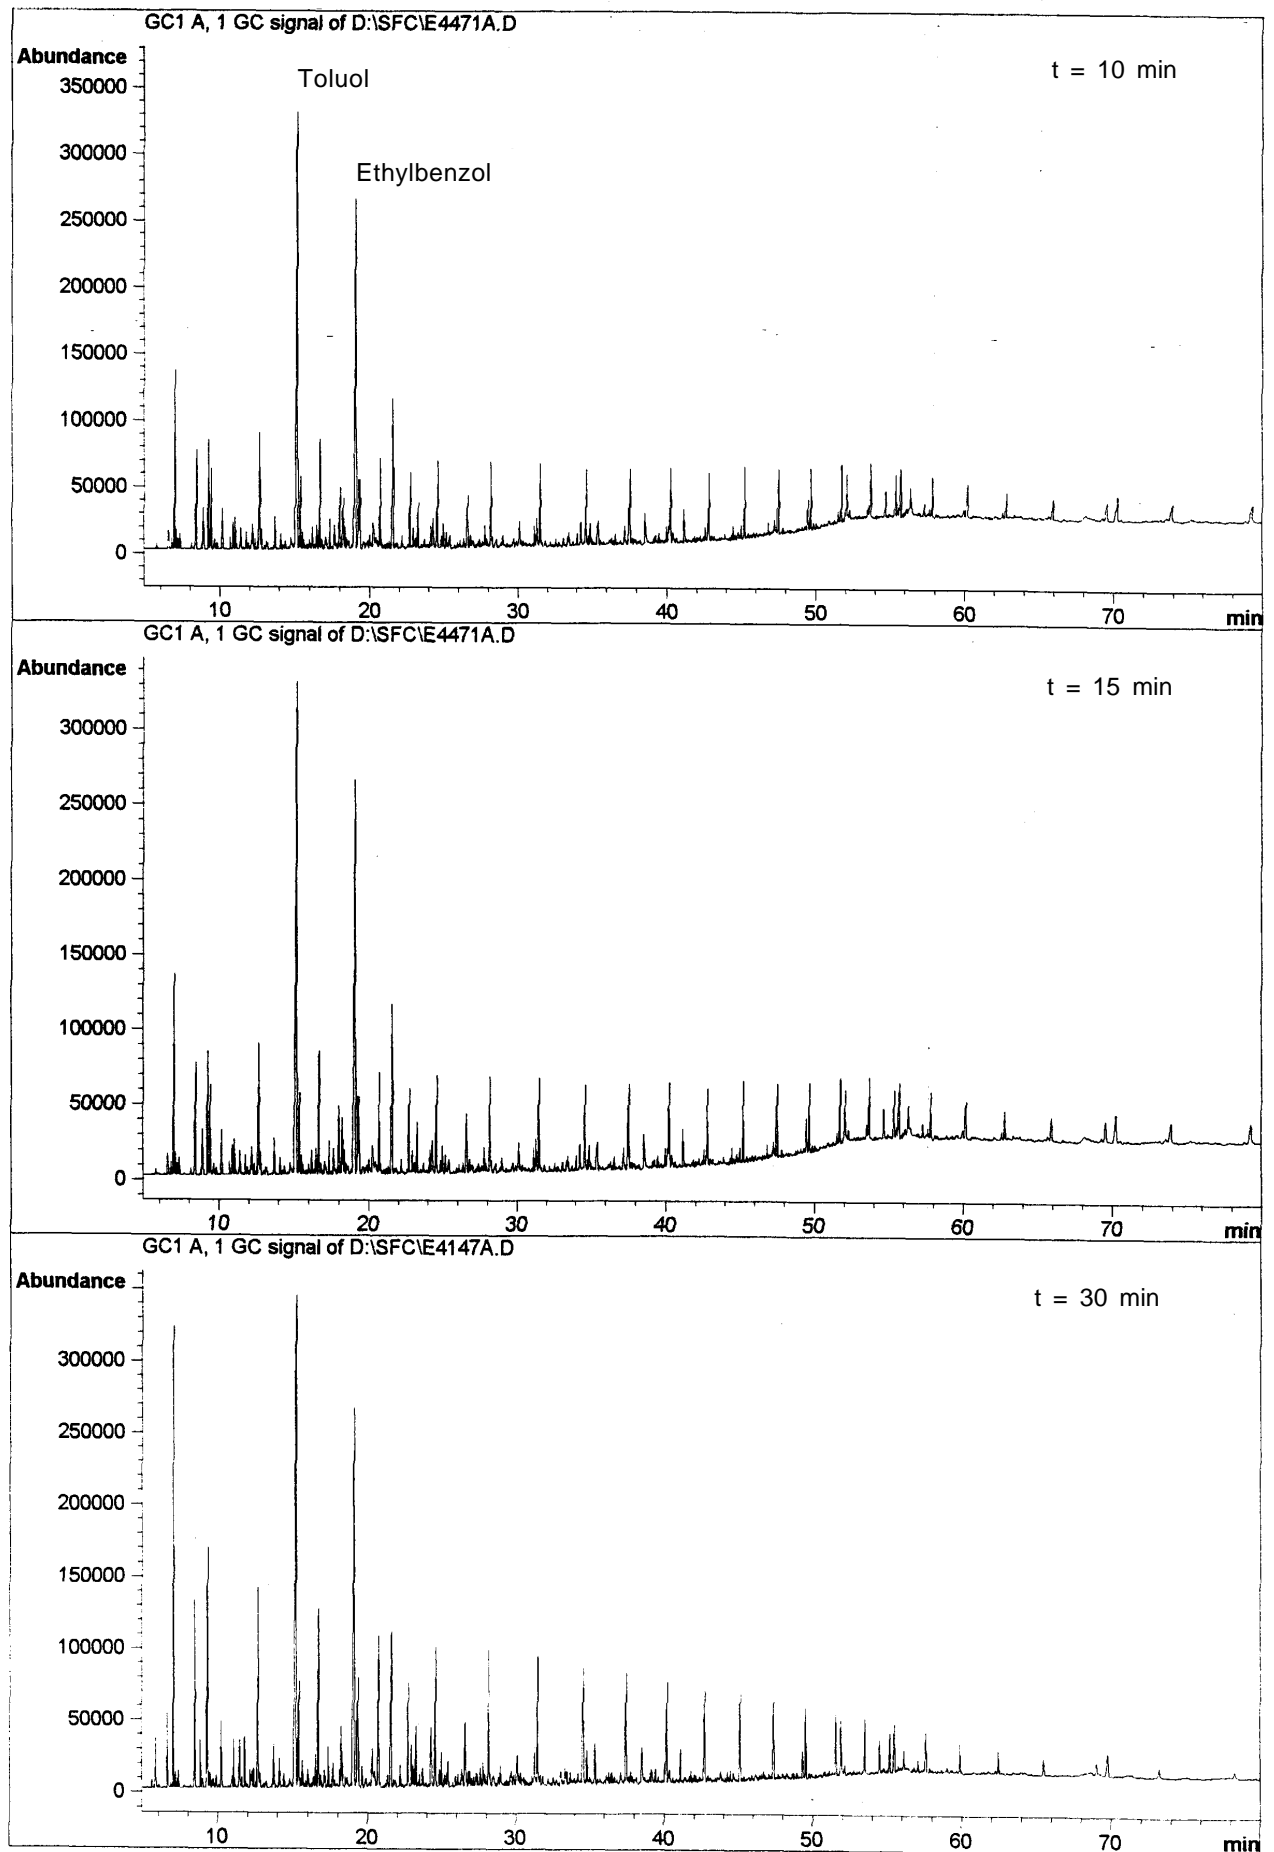 GC1 A, 1 GC signal of D:\SFC\E4471A.D
Abundance
t = 10 min
Toluol
350000
300000
Ethylbenzol
250000
200000
150000
100000
50000
0
10 20 30 40 50 60 70 min
GC1 A, 1 GC signal of D:\SFC\E4471A.D
Abundance
t = 15 min
300000
250000
200000
150000
100000
50000
0
10 20 30 40 50 60 70 min
GC1 A, 1 GC signal of D:\SFC\E4147A.D
Abundance
t = 30 min
300000
250000
200000
150000
100000
50000
0
10 20 30 40 50 60 70 min